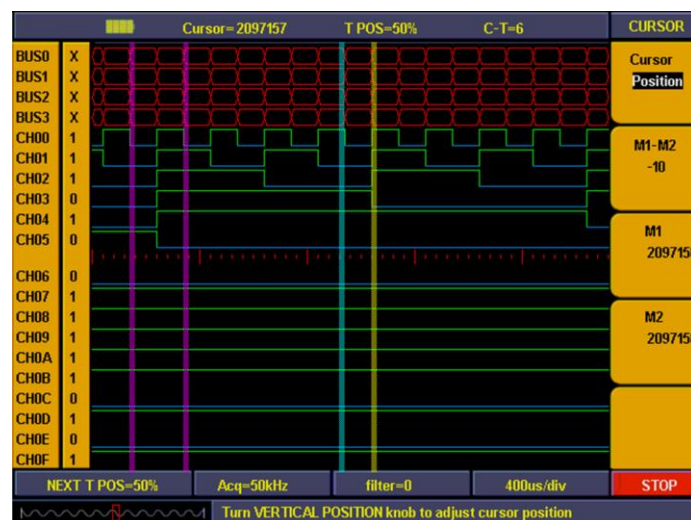 Cursor=2097157 T POS=50% C-T=6 CURSOR
BUS0 X
BUS1 X
BUS2 X
BUS3 X
CH00 1
CH01 1
CH02 1
CH03 0
CH04 1
CH05 0
CH06 0
CH07 1
CH08 1
CH09 1
CH0A 1
CH0B 1
CH0C 0
CH0D 1
CH0E 0
CH0F 1
Cursor
Position
M1-M2
-10
M1
M2
NEXT T POS=50% Acq=50kHz filter=0 400us/div STOP
Turn VERTICAL POSITION knob to adjust cursor position